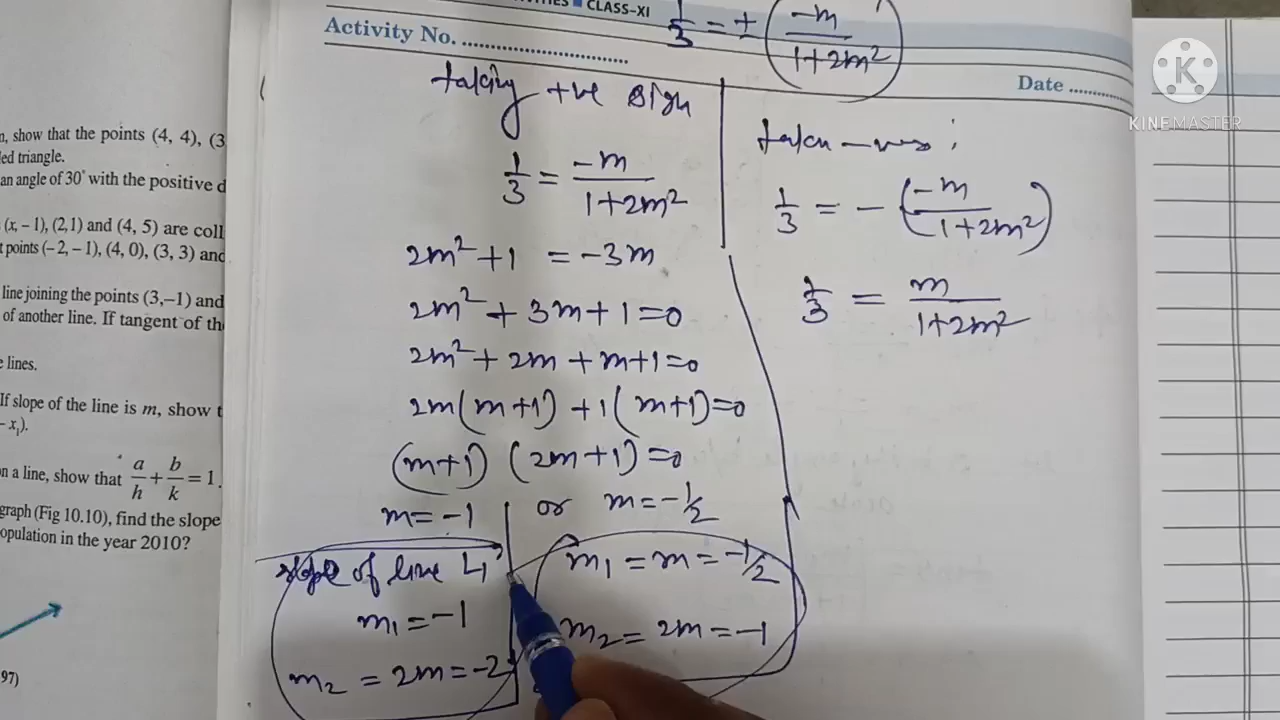 CLASS-XI
1/3 = ± (-m / 1+2m²)
Activity No. ..............................
Date ..........
KINEMASTER
n, show that the points (4, 4), (3
led triangle.
an angle of 30° with the positive d
(x, – 1), (2,1) and (4, 5) are coll
t points (–2, –1), (4, 0), (3, 3) and
line joining the points (3,–1) and
of another line. If tangent of th
e lines.
If slope of the line is m, show t
– x₁).
n a line, show that a/h + b/k = 1.
graph (Fig 10.10), find the slope
opulation in the year 2010?
97)
taking +ve sign
1/3 = -m / 1+2m²
2m²+1 = -3m
2m² + 3m+1=0
2m² + 2m + m+1=0
2m(m+1) +1(m+1)=0
(m+1) (2m+1)=0
m=-1 or m=-1/2
slope of line
m₁ = -1
m₂ = 2m = -2
m₁ = m = -1/2
m₂ = 2m = -1
1/3 = - (-m / 1+2m²)
1/3 = m / 1+2m²